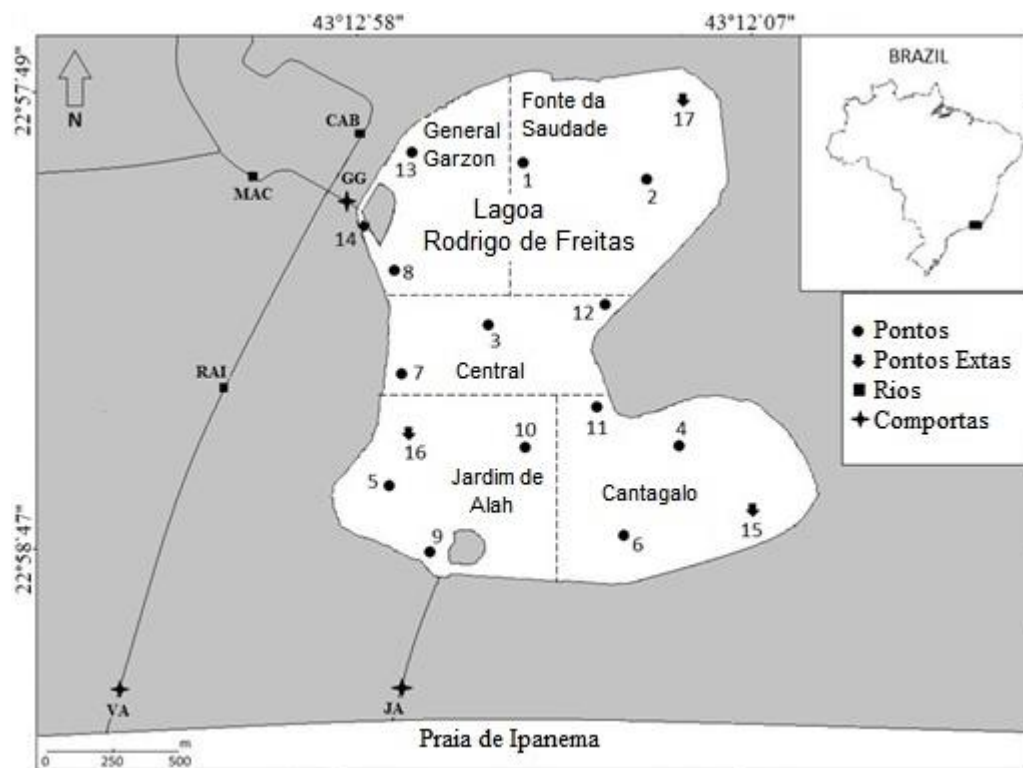 43°12'58"
43°12'07"
22°57'49"
22°58'47"
N
BRAZIL
CAB
MAC
GG
General
Garzon
Fonte da
Saudade
13
1
2
17
14
8
Lagoa
Rodrigo de Freitas
12
3
Central
7
RAI
Pontos
Pontos Extas
Rios
Comportas
11
4
16
10
5
Jardim de
Alah
Cantagalo
15
9
6
VA
JA
Praia de Ipanema
m
0 250 500